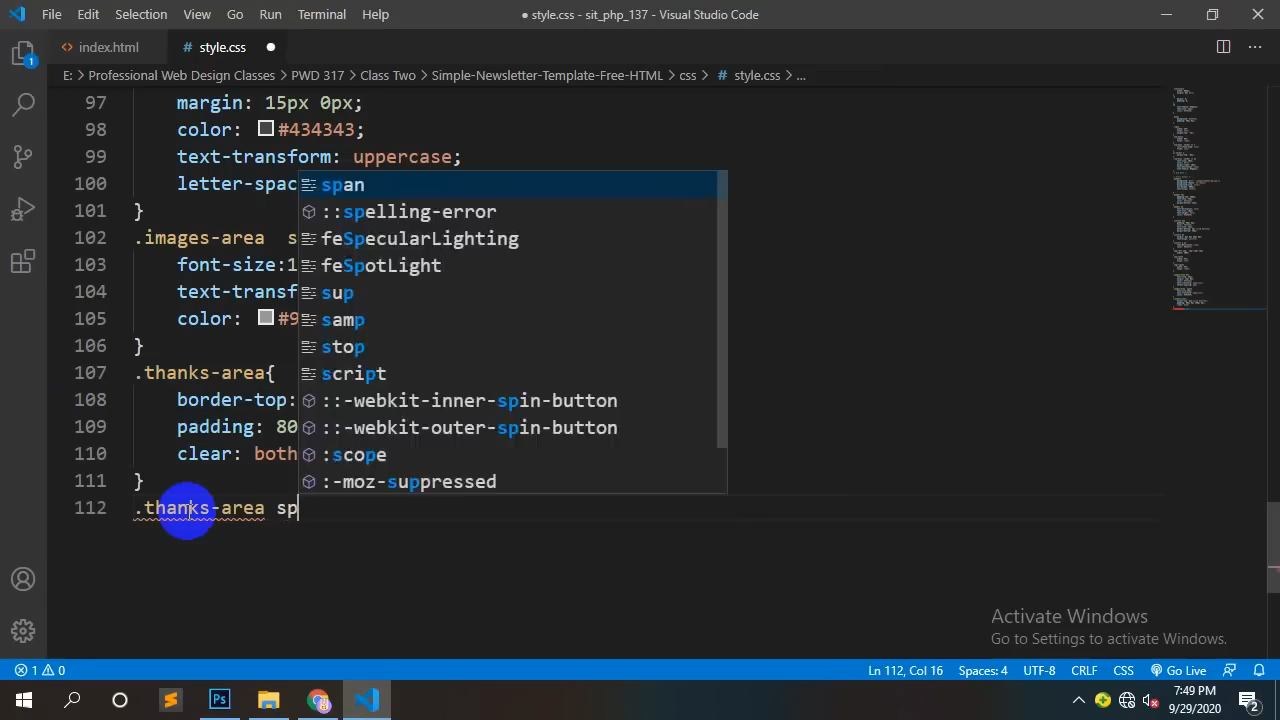 File Edit Selection View Go Run Terminal Help
● style.css - sit_php_137 - Visual Studio Code
<> index.html
# style.css ●
E: > Professional Web Design Classes > PWD 317 > Class Two > Simple-Newsletter-Template-Free-HTML > css > # style.css > ...
97 margin: 15px 0px;
98 color: #434343;
99 text-transform: uppercase;
100 letter-spac
101 }
102 .images-area s
103 font-size:1
104 text-transf
105 color: #9
106 }
107 .thanks-area{
108 border-top:
109 padding: 80
110 clear: both
111 }
112 .thanks-area sp
span
::spelling-error
feSpecularLighting
feSpotLight
sup
samp
stop
script
::-webkit-inner-spin-button
::-webkit-outer-spin-button
:scope
:-moz-suppressed
1
Activate Windows
Go to Settings to activate Windows.
1 0
Ln 112, Col 16 Spaces: 4 UTF-8 CRLF CSS Go Live
Ps
7:49 PM
9/29/2020
2